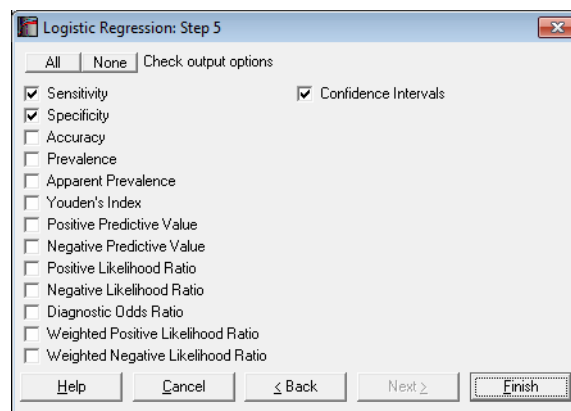 Logistic Regression: Step 5
All None Check output options
Sensitivity
Confidence Intervals
Specificity
Accuracy
Prevalence
Apparent Prevalence
Youden's Index
Positive Predictive Value
Negative Predictive Value
Positive Likelihood Ratio
Negative Likelihood Ratio
Diagnostic Odds Ratio
Weighted Positive Likelihood Ratio
Weighted Negative Likelihood Ratio
Help Cancel < Back Next > Finish